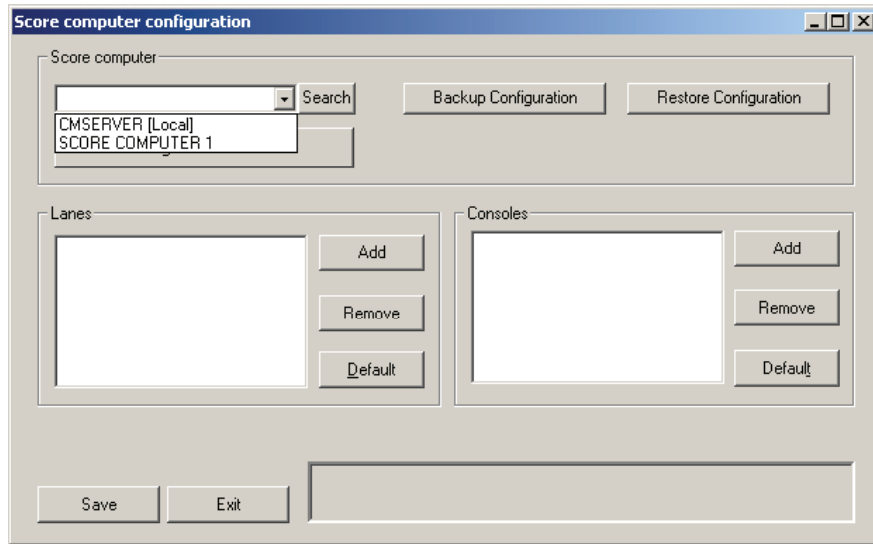 Score computer configuration
Score computer
Search
Backup Configuration
Restore Configuration
CMSERVER [Local]
SCORE COMPUTER 1
Lanes
Consoles
Add
Add
Remove
Remove
Default
Default
Save
Exit